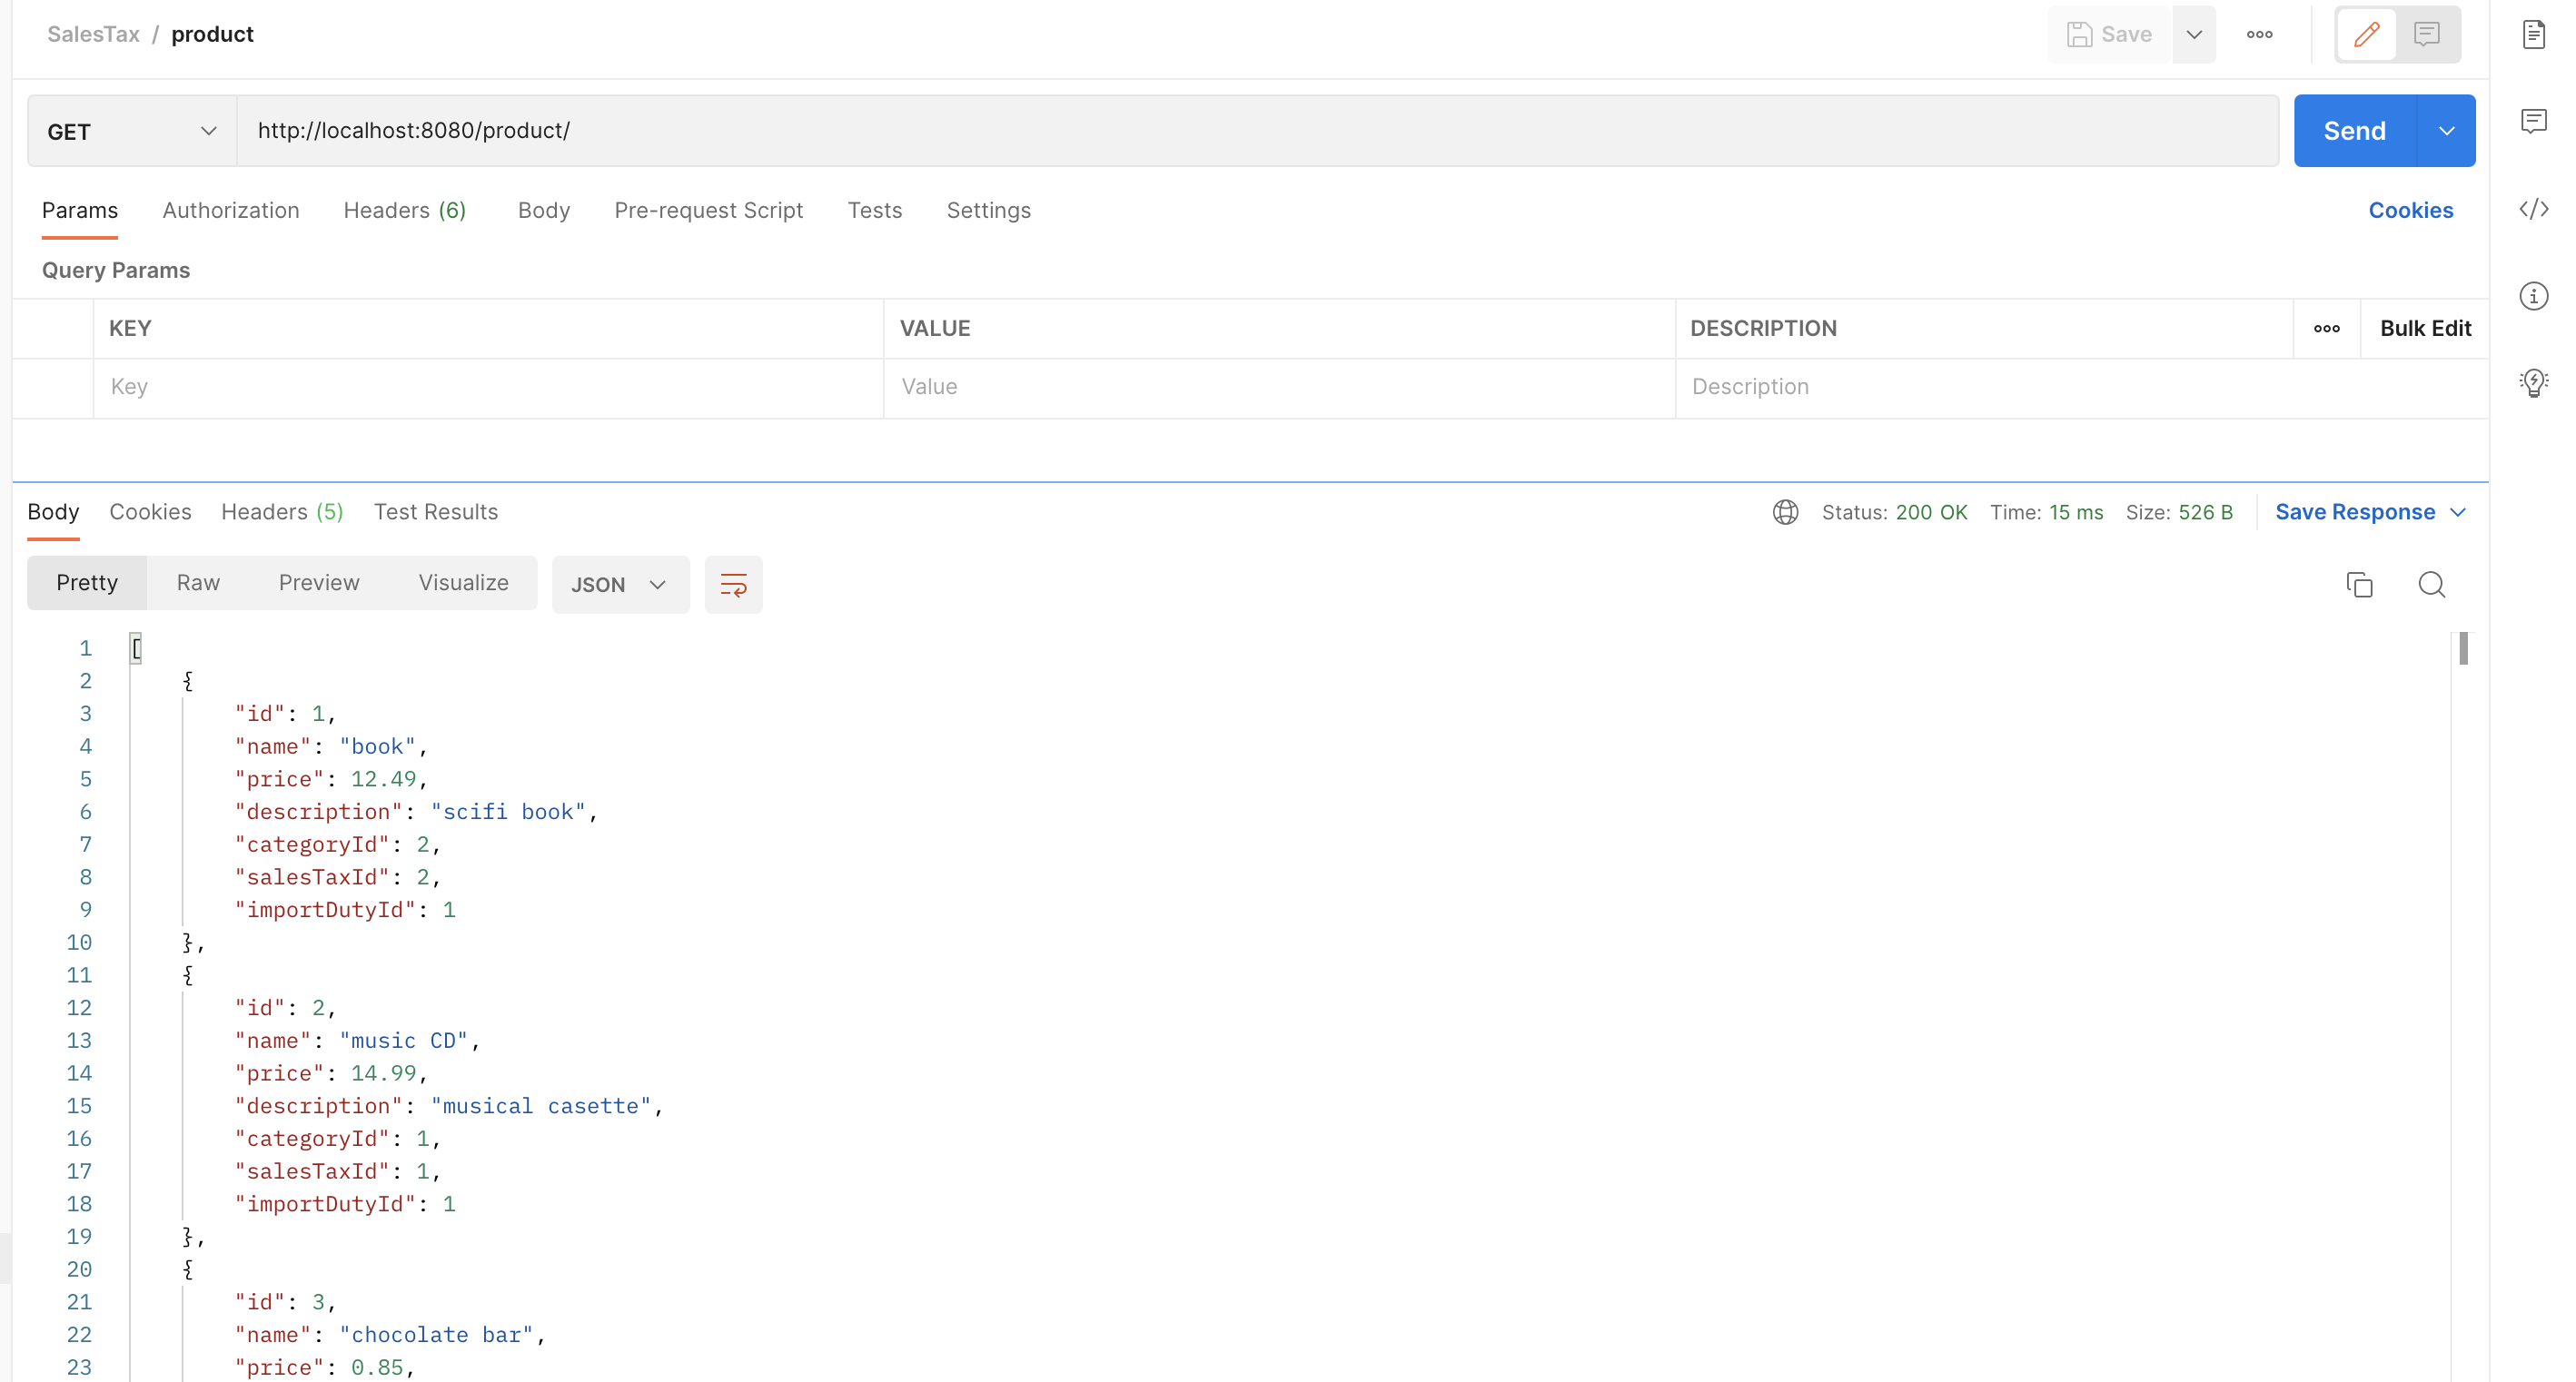 SalesTax / product
Save
GET http://localhost:8080/product/ Send
Params Authorization Headers (6) Body Pre-request Script Tests Settings Cookies
Query Params
KEY VALUE DESCRIPTION Bulk Edit
Key Value Description
Body Cookies Headers (5) Test Results Status: 200 OK Time: 15 ms Size: 526 B Save Response
Pretty Raw Preview Visualize JSON
1 [
2 {
3 "id": 1,
4 "name": "book",
5 "price": 12.49,
6 "description": "scifi book",
7 "categoryId": 2,
8 "salesTaxId": 2,
9 "importDutyId": 1
10 },
11 {
12 "id": 2,
13 "name": "music CD",
14 "price": 14.99,
15 "description": "musical casette",
16 "categoryId": 1,
17 "salesTaxId": 1,
18 "importDutyId": 1
19 },
20 {
21 "id": 3,
22 "name": "chocolate bar",
23 "price": 0.85,